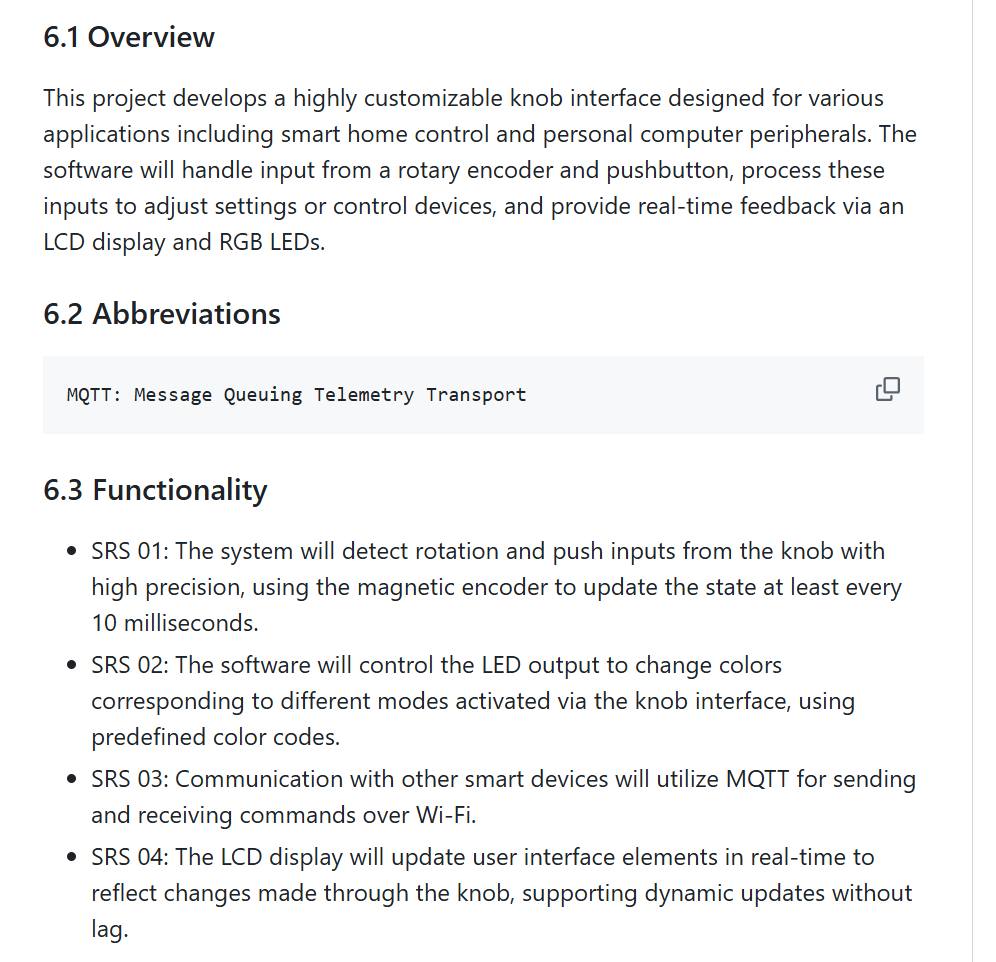 6.1 Overview
This project develops a highly customizable knob interface designed for various
applications including smart home control and personal computer peripherals. The
software will handle input from a rotary encoder and pushbutton, process these
inputs to adjust settings or control devices, and provide real-time feedback via an
LCD display and RGB LEDs.
6.2 Abbreviations
MQTT: Message Queuing Telemetry Transport
6.3 Functionality
• SRS 01: The system will detect rotation and push inputs from the knob with
high precision, using the magnetic encoder to update the state at least every
10 milliseconds.
• SRS 02: The software will control the LED output to change colors
corresponding to different modes activated via the knob interface, using
predefined color codes.
• SRS 03: Communication with other smart devices will utilize MQTT for sending
and receiving commands over Wi-Fi.
• SRS 04: The LCD display will update user interface elements in real-time to
reflect changes made through the knob, supporting dynamic updates without
lag.